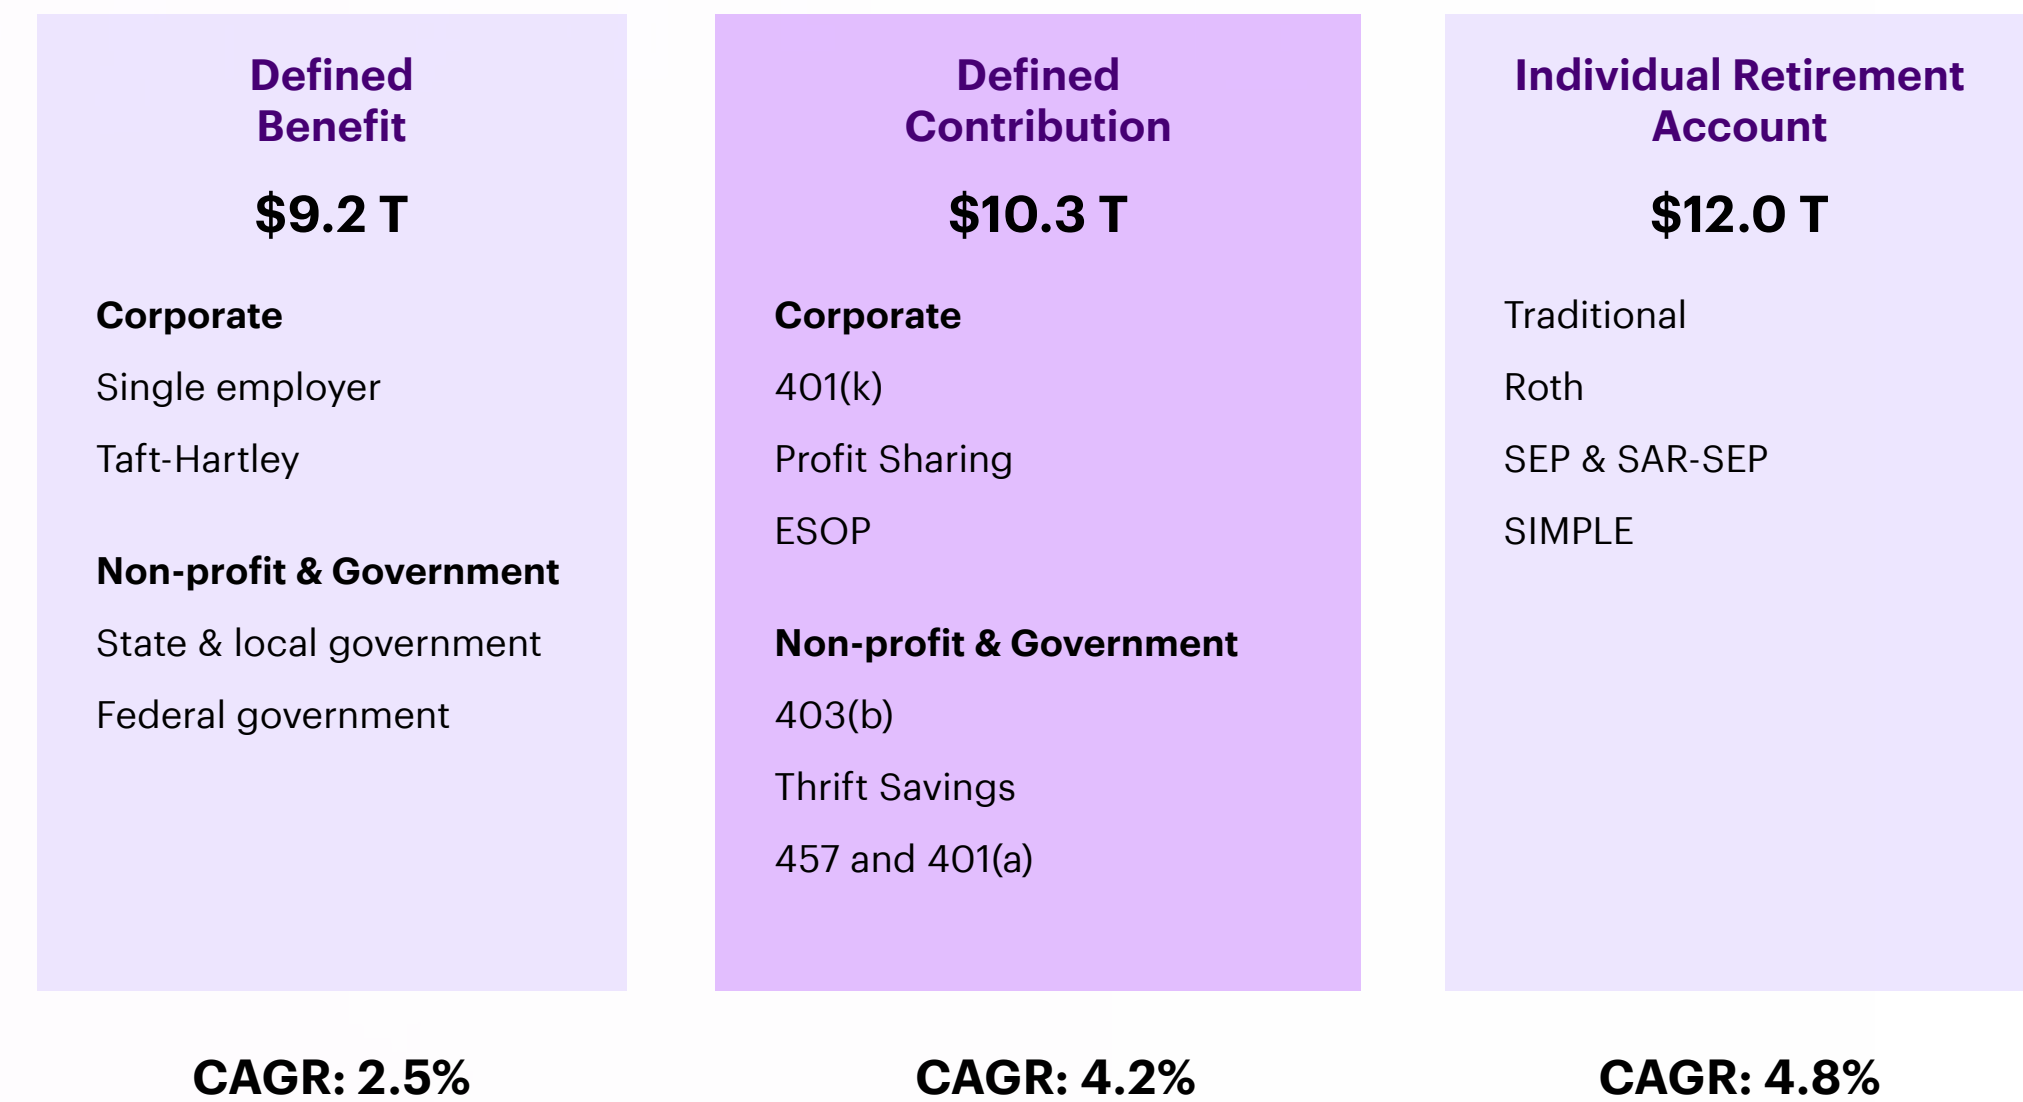 Defined
Benefit
$9.2 T
Corporate
Single employer
Taft-Hartley
Non-profit & Government
State & local government
Federal government
CAGR: 2.5%
Defined
Contribution
$10.3 T
Corporate
401(k)
Profit Sharing
ESOP
Non-profit & Government
403(b)
Thrift Savings
457 and 401(a)
CAGR: 4.2%
Individual Retirement
Account
$12.0 T
Traditional
Roth
SEP & SAR-SEP
SIMPLE
CAGR: 4.8%